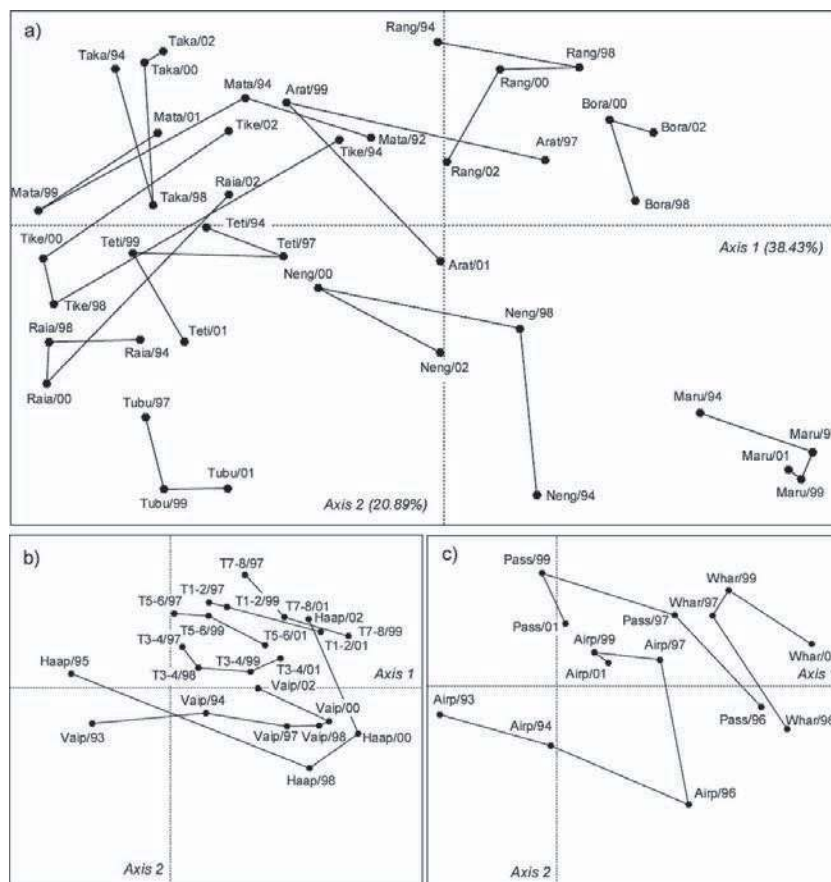 a)
Taka/94
Taka/02
Taka/00
Mata/94
Arat/99
Mata/01
Tike/02
Mata/92
Tike/94
Rang/94
Rang/98
Rang/00
Bora/00
Bora/02
Arat/97
Rang/02
Bora/98
Mata/99
Taka/98
Raia/02
Teti/94
Tike/00
Teti/99
Teti/97
Axis 1 (38.43%)
Neng/00
Arat/01
Tike/98
Neng/98
Raia/98
Raia/94
Teti/01
Neng/02
Raia/00
Tubu/97
Maru/94
Maru/9
Maru/01
Maru/99
Tubu/01
Tubu/99
Neng/94
Axis 2 (20.89%)
b)
T7-8/97
T1-2/97
T5-6/97
T1-2/99
T7-8/01
Haap/02
T5-6/99
T7-8/99
T3-4/97
T5-6/01
T1-2/01
Haap/95
T3-4/99
T3-4/98
T3-4/01
Axis 1
Vaip/02
Vaip/94
Vaip/00
Vaip/93
Vaip/97
Vaip/98
Haap/00
Haap/98
Axis 2
c)
Pass/99
Whar/99
Whar/97
Pass/97
Pass/01
Airp/99
Airp/97
Whar/0
Airp/01
Axis
Airp/93
Airp/94
Pass/96
Whar/96
Airp/96
Axis 2